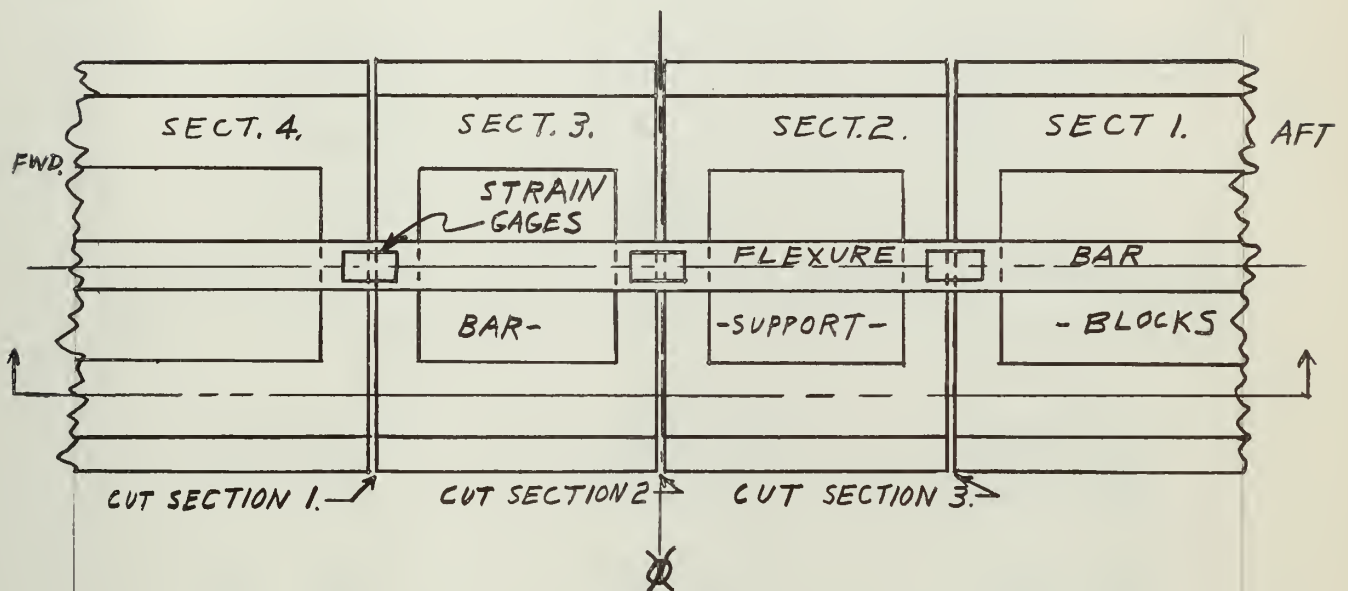 SECT. 4.
SECT. 3.
SECT. 2.
SECT 1.
FWD.
AFT
STRAIN
GAGES
FLEXURE
BAR
BAR-
-SUPPORT-
- BLOCKS
CUT SECTION 1.
CUT SECTION 2
CUT SECTION 3.